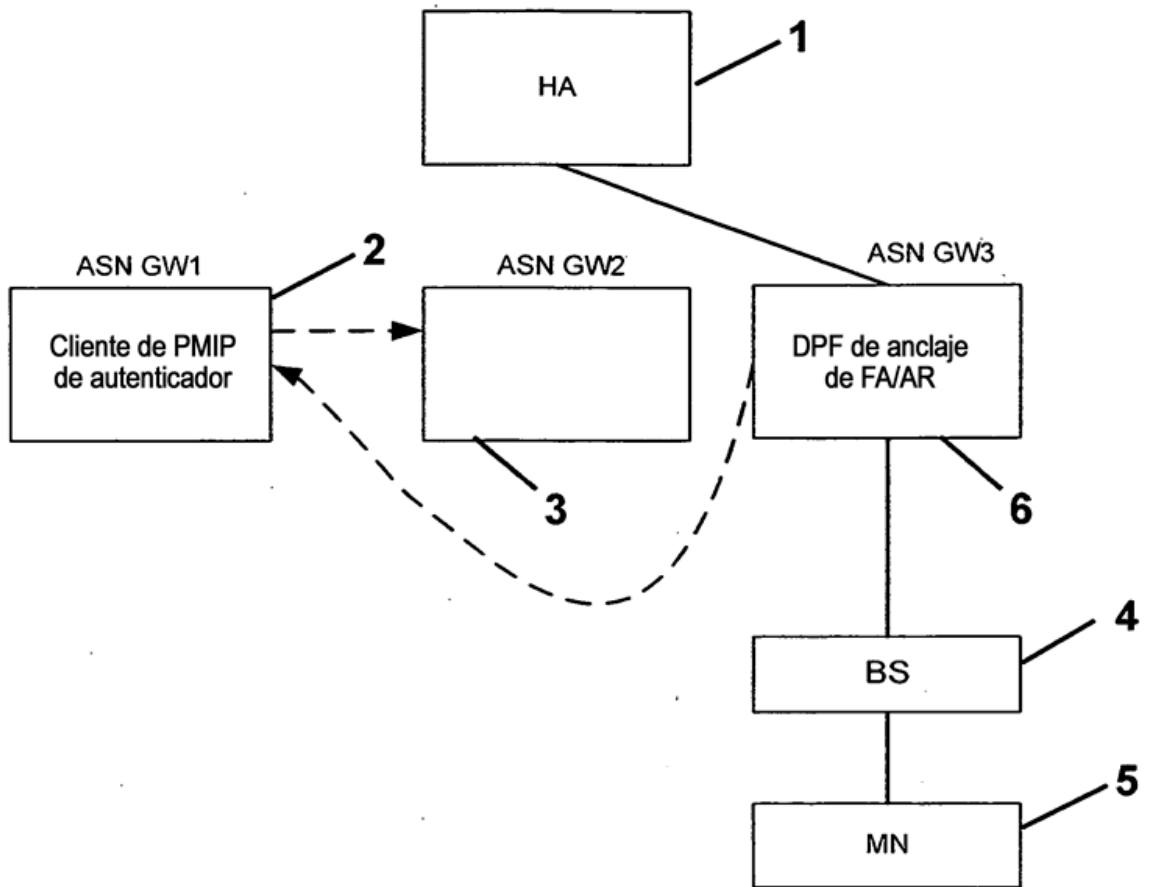 1
HA
2
ASN GW1
ASN GW2
ASN GW3
Cliente de PMIP
de autenticador
DPF de anclaje
de FA/AR
3
6
4
BS
5
MN